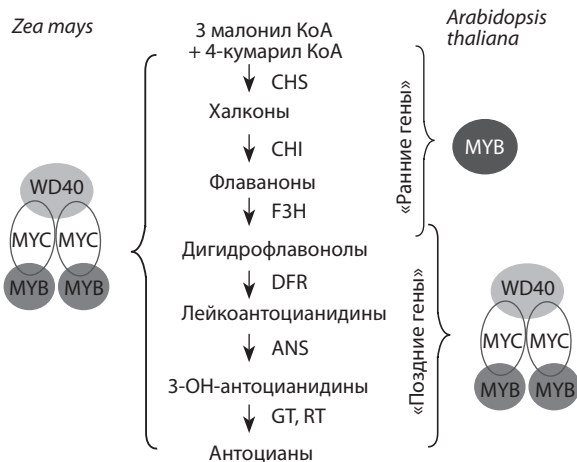 Zea mays
3 малонил КоА
+ 4-кумарил КоА
Arabidopsis
thaliana
CHS
Халконы
CHI
Флаваноны
F3H
Дигидрофлавонолы
DFR
Лейкоантоцианидины
ANS
3-ОН-антоцианидины
GT, RT
Антоцианы
WD40
MYC MYC
MYB MYB
«Ранние гены»
MYB
«Поздние гены»
WD40
MYC MYC
MYB MYB